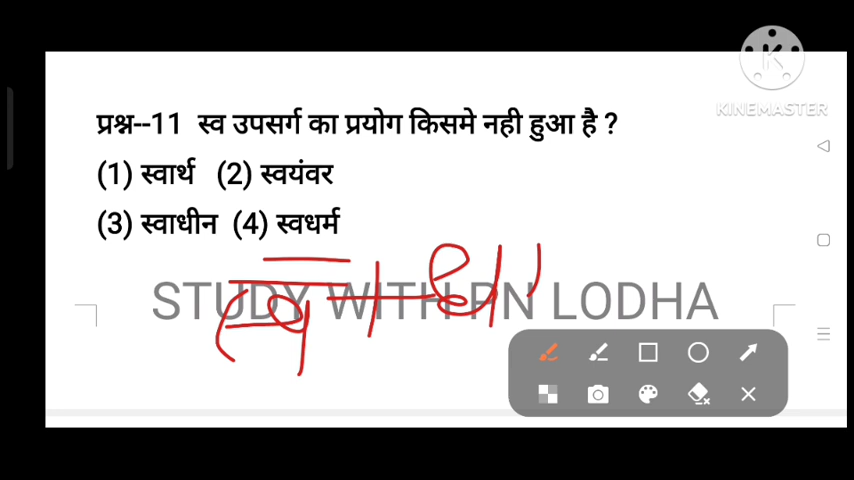 KINEMASTER
प्रश्न--11 स्व उपसर्ग का प्रयोग किसमे नही हुआ है ?
(1) स्वार्थ (2) स्वयंवर
(3) स्वाधीन (4) स्वधर्म
STUDY WITH PN LODHA